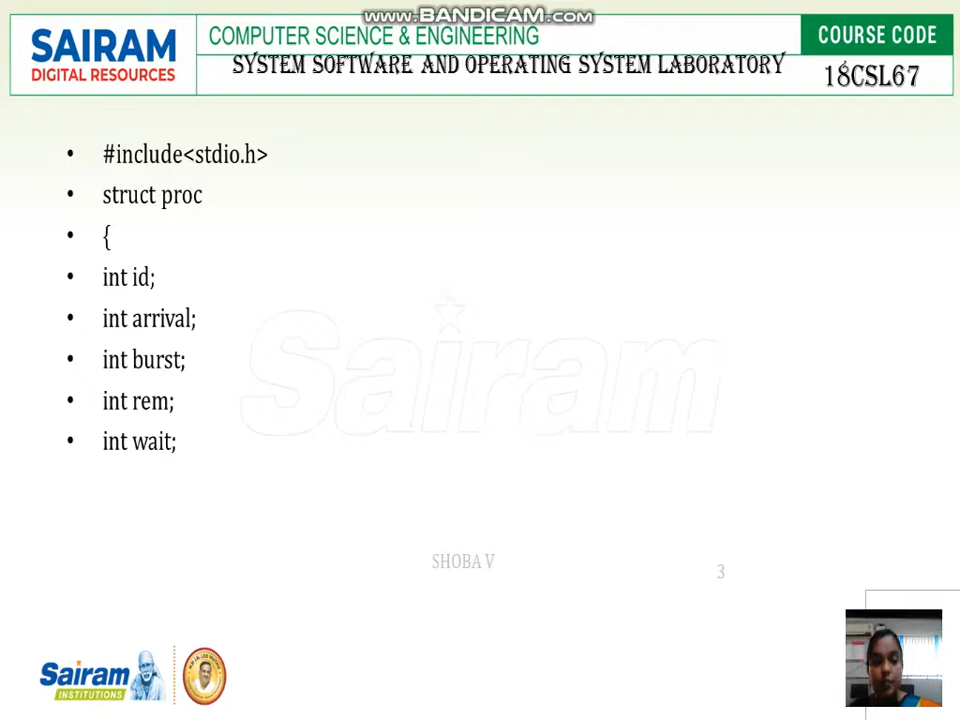 www.BANDICAM.com
SAIRAM
DIGITAL RESOURCES
COMPUTER SCIENCE & ENGINEERING
SYSTEM SOFTWARE AND OPERATING SYSTEM LABORATORY
COURSE CODE
18CSL67
• #include<stdio.h>
• struct proc
• {
• int id;
• int arrival;
• int burst;
• int rem;
• int wait;
Sairam
SHOBA V
3
Sairam
INSTITUTIONS